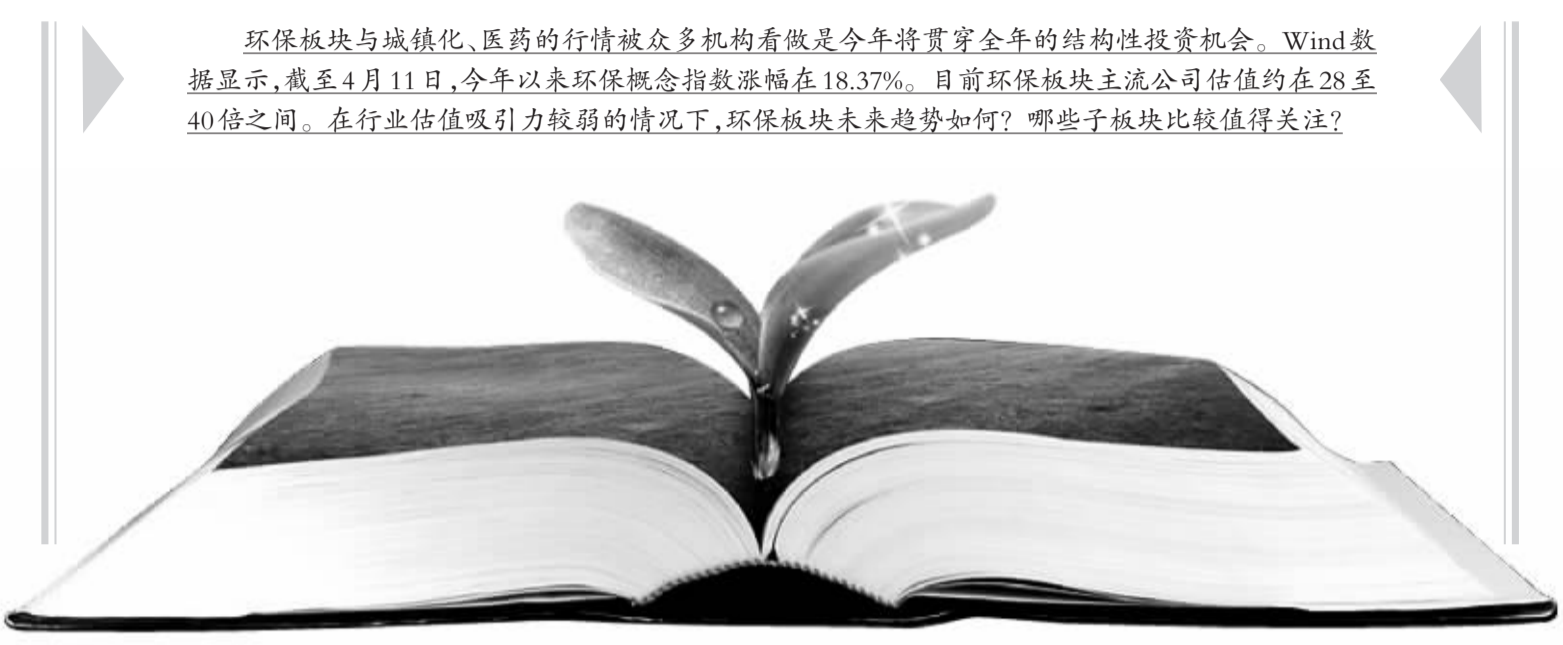 环保板块与城镇化、医药的行情被众多机构看做是今年将贯穿全年的结构性投资机会。Wind数
据显示,截至4月11日,今年以来环保概念指数涨幅在18.37%。目前环保板块主流公司估值约在28至
40倍之间。在行业估值吸引力较弱的情况下,环保板块未来趋势如何?哪些子板块比较值得关注?